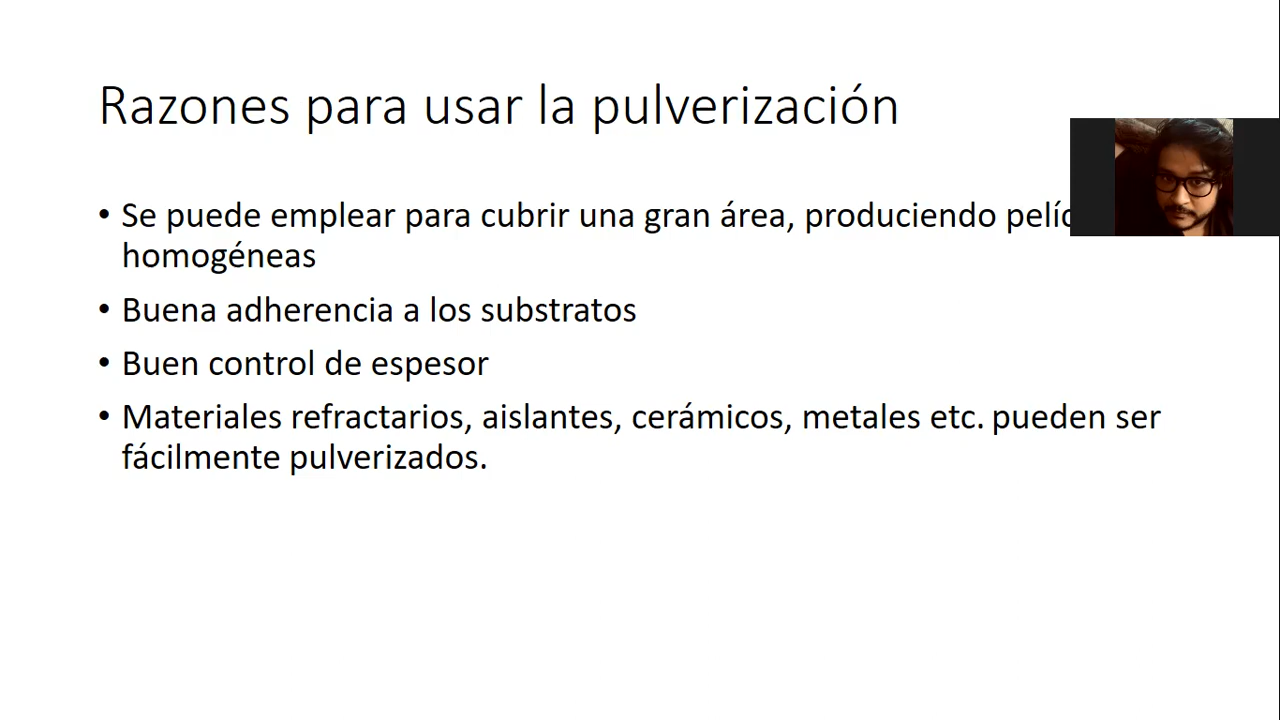 Razones para usar la pulverización
• Se puede emplear para cubrir una gran área, produciendo
homogéneas
• Buena adherencia a los substratos
• Buen control de espesor
• Materiales refractarios, aislantes, cerámicos, metales etc. pueden ser
fácilmente pulverizados.